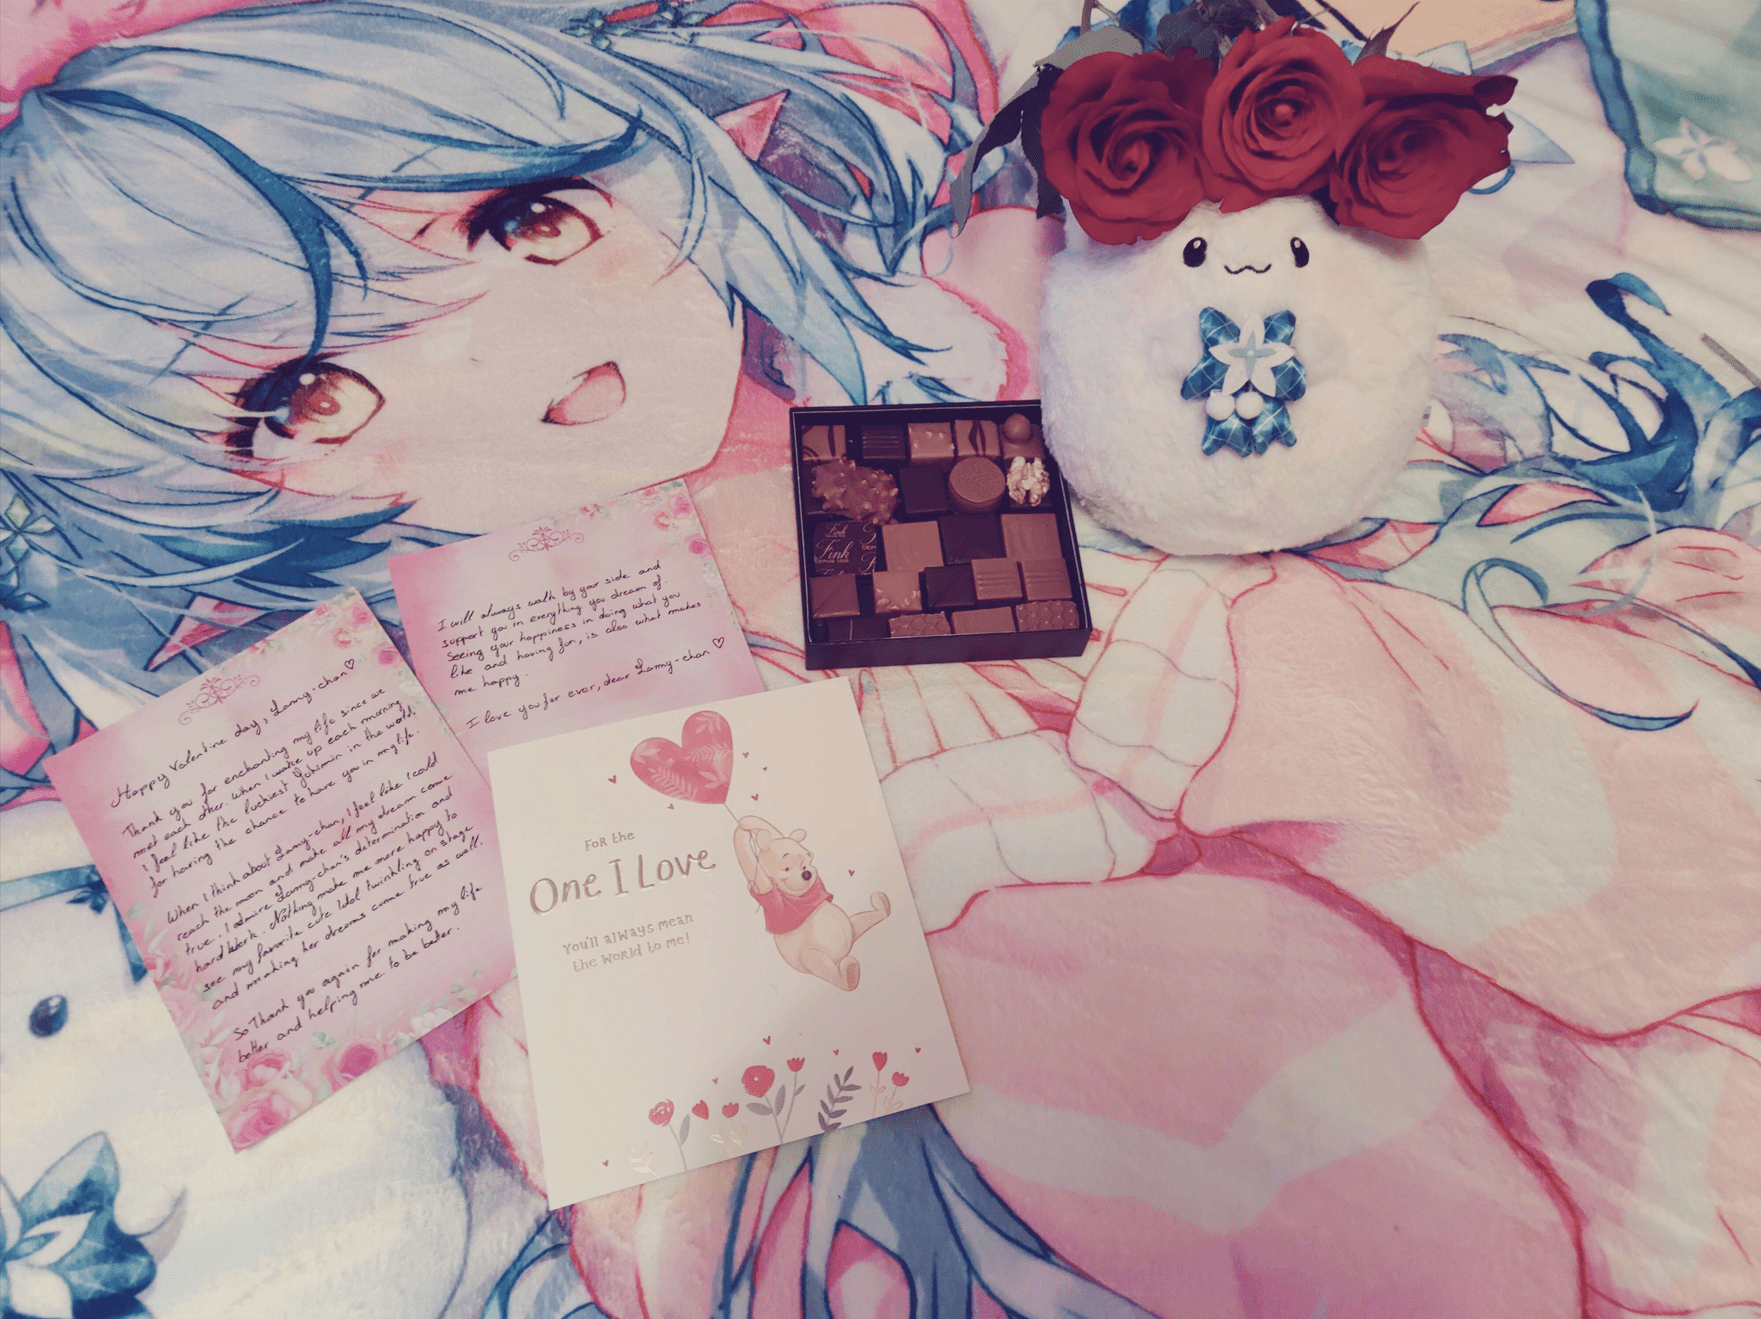 Happy Valentine day, Lamy-chan♡
Thank you for enchanting my life since we
met each other. When I wake up each morning
I feel like the luckiest Yukimin in the world.
for having the chance to have you in my life.
When I think about Lamy-chan, I feel like I could
reach the moon and make all my dream come
true. I admire Lamy-chan's determination and
hard work. Nothing make me more happy to
see my favorite cute Idol twinkling on stage
and making her dreams come true as well.
So Thank you again for making my life
better and helping me to be better.
I will always walk by your side and
support you in everything you dream of.
Seeing your happiness in doing what you
like and having fun, is also what makes
me happy.
I love you for ever, dear Lamy-chan♡
For the
One I Love
You'll always mean
the world to me!
Fink